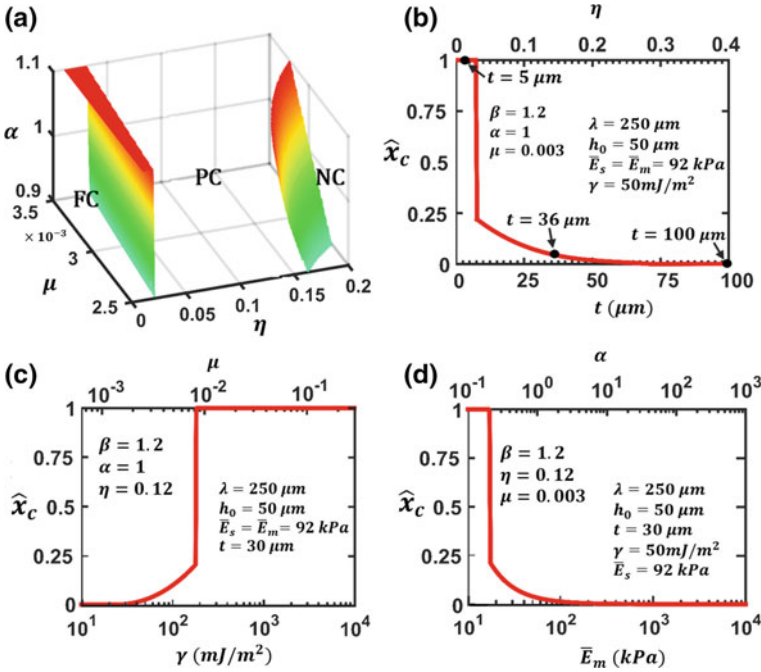 (a)
1.1
α
1
0.9
3.5
× 10⁻³
3
μ
2.5
FC
PC
NC
0
0.05
0.1
0.15
0.2
η
(b)
η
0
0.1
0.2
0.3
0.4
1
0.75
0.5
0.25
0
x̂_C
t = 5 μm
β = 1.2
α = 1
μ = 0.003
λ = 250 μm
h₀ = 50 μm
E̅ₛ = E̅ₘ = 92 kPa
γ = 50mJ/m²
t = 36 μm
t = 100 μm
0
25
50
75
100
t (μm)
(c)
μ
10⁻³
10⁻²
10⁻¹
1
0.75
0.5
0.25
0
x̂_C
β = 1.2
α = 1
η = 0.12
λ = 250 μm
h₀ = 50 μm
E̅ₛ = E̅ₘ= 92 kPa
t = 30 μm
10¹
10²
10³
10⁴
γ (mJ/m²)
(d)
α
10⁻¹
10⁰
10¹
10²
10³
1
0.75
0.5
0.25
0
x̂_C
β = 1.2
η = 0.12
μ = 0.003
λ = 250 μm
h₀ = 50 μm
t = 30 μm
γ = 50mJ/m²
E̅ₛ = 92 kPa
10¹
10²
10³
10⁴
E̅ₘ (kPa)